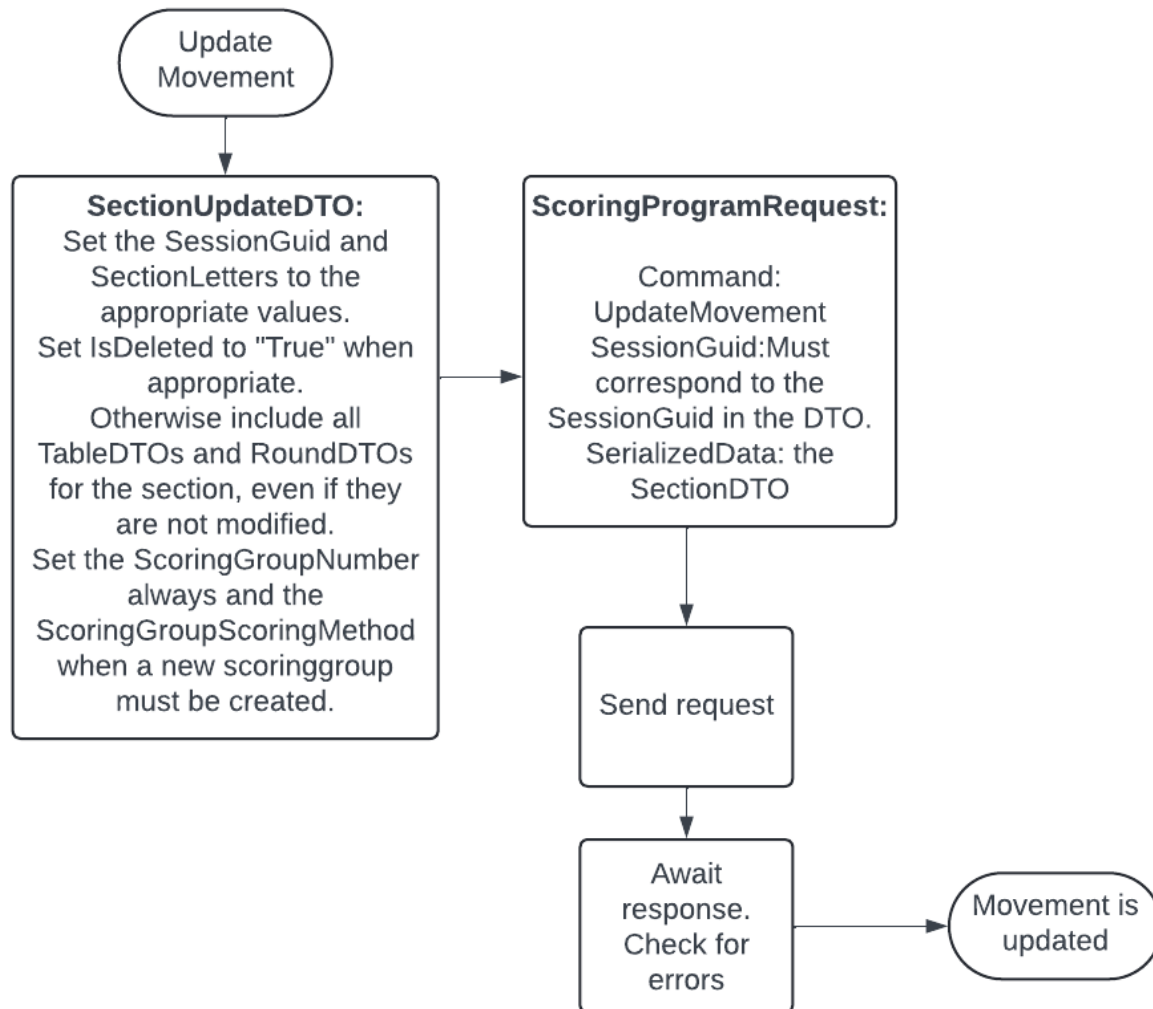 Update
Movement
SectionUpdateDTO:
Set the SessionGuid and
SectionLetters to the
appropriate values.
Set IsDeleted to "True" when
appropriate.
Otherwise include all
TableDTOs and RoundDTOs
for the section, even if they
are not modified.
Set the ScoringGroupNumber
always and the
ScoringGroupScoringMethod
when a new scoringgroup
must be created.
ScoringProgramRequest:
Command:
UpdateMovement
SessionGuid:Must
correspond to the
SessionGuid in the DTO.
SerializedData: the
SectionDTO
Send request
Await
response.
Check for
errors
Movement is
updated